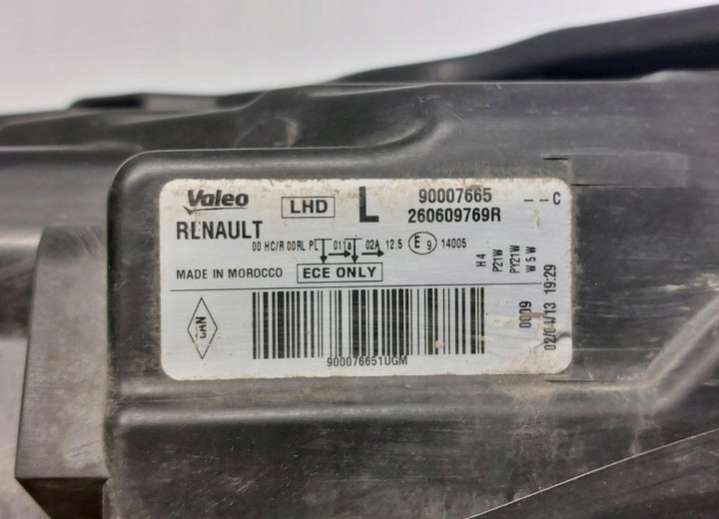 Valeo
LHD
L
90007665
260609769R
--C
RENAULT
00 HC/R 00RL PL 01 a 02A 12.5 E 9 14005
MADE IN MOROCCO
ECE ONLY
H4
P21W
PY21W
W5W
0009
02/04/13 19:29
CAN
900076651UGM